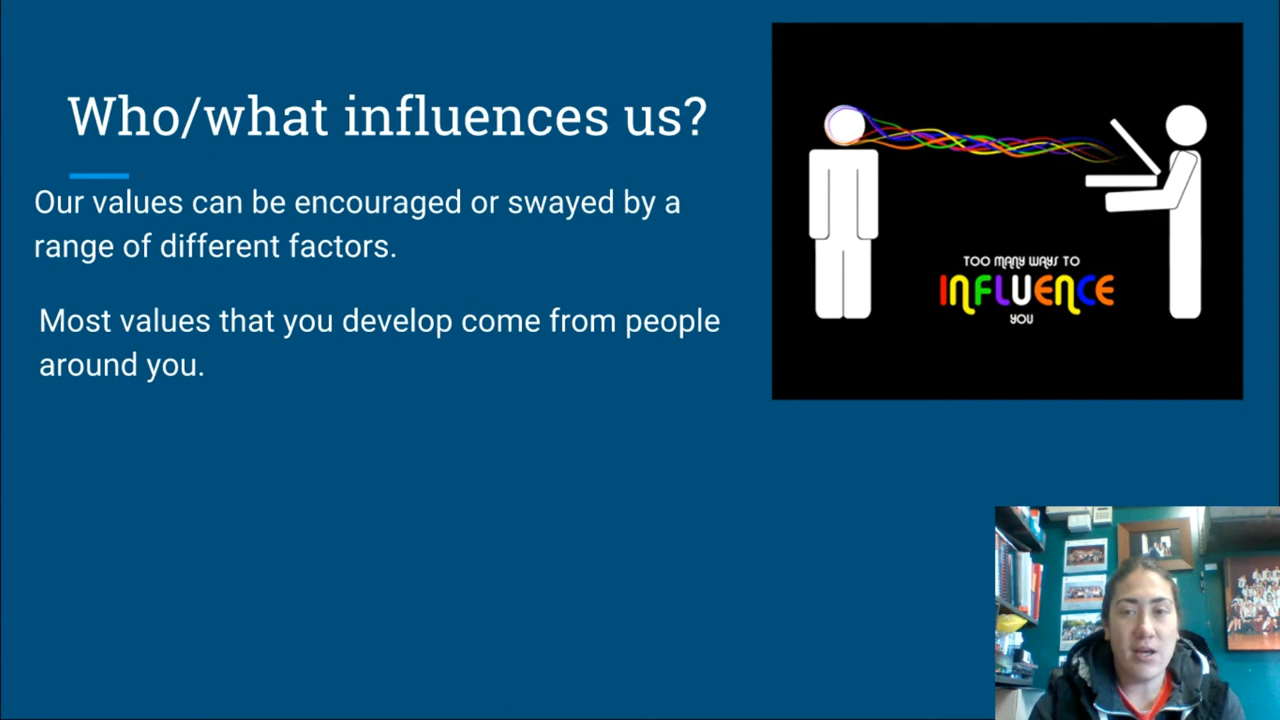 Who/what influences us?
Our values can be encouraged or swayed by a
range of different factors.
Most values that you develop come from people
around you.
TOO MANY WAYS TO
INFLUENCE
YOU